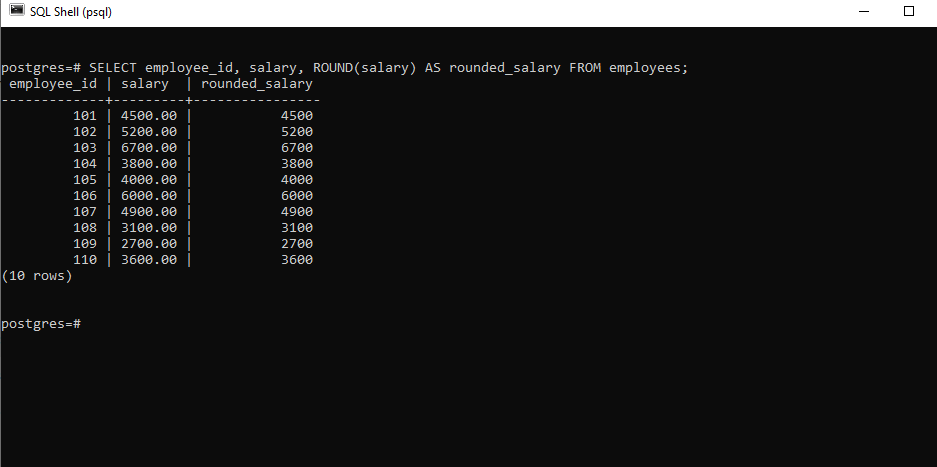 SQL Shell (psql)
postgres=# SELECT employee_id, salary, ROUND(salary) AS rounded_salary FROM employees;
 employee_id | salary  | rounded_salary
-------------+---------+----------------
         101 | 4500.00 |           4500
         102 | 5200.00 |           5200
         103 | 6700.00 |           6700
         104 | 3800.00 |           3800
         105 | 4000.00 |           4000
         106 | 6000.00 |           6000
         107 | 4900.00 |           4900
         108 | 3100.00 |           3100
         109 | 2700.00 |           2700
         110 | 3600.00 |           3600
(10 rows)
postgres=#